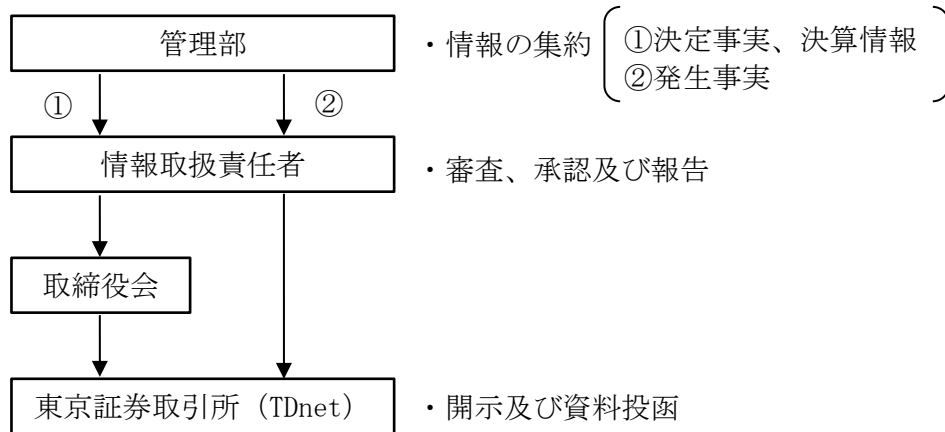 管理部
・情報の集約
①決定事実、決算情報
②発生事実
①
②
情報取扱責任者
・審査、承認及び報告
取締役会
東京証券取引所（TDnet）
・開示及び資料投函